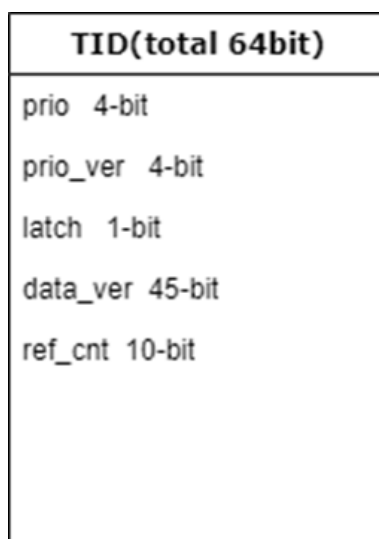 TID(total 64bit)
prio 4-bit
prio_ver 4-bit
latch 1-bit
data_ver 45-bit
ref_cnt 10-bit